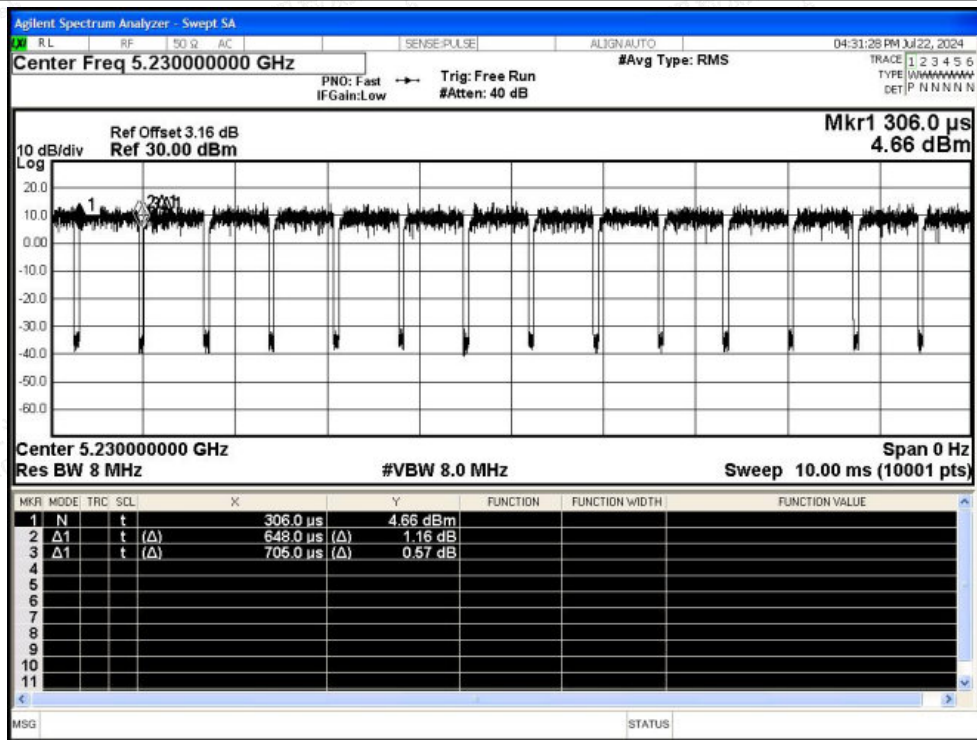 Agilent Spectrum Analyzer - Swept SA
LXI RL RF 50 Ω AC SENSE:PULSE ALIGNAUTO 04:31:28 PM Jul 22, 2024
Center Freq 5.230000000 GHz
#Avg Type: RMS
TRACE 1 2 3 4 5 6
PNO: Fast Trig: Free Run
TYPE WWWWWW
IFGain:Low #Atten: 40 dB
DET P N N N N N
Mkr1 306.0 µs
4.66 dBm
Ref Offset 3.16 dB
10 dB/div Ref 30.00 dBm
Log
20.0
10.0
0.00
-10.0
-20.0
-30.0
-40.0
-50.0
-60.0
1
Center 5.230000000 GHz Span 0 Hz
Res BW 8 MHz #VBW 8.0 MHz Sweep 10.00 ms (10001 pts)
MKR MODE TRC SCL X Y FUNCTION FUNCTION WIDTH FUNCTION VALUE
1 N t 306.0 µs 4.66 dBm
2 Δ1 t (Δ) 648.0 µs (Δ) 1.16 dB
3 Δ1 t (Δ) 705.0 µs (Δ) 0.57 dB
4
5
6
7
8
9
10
11
MSG STATUS